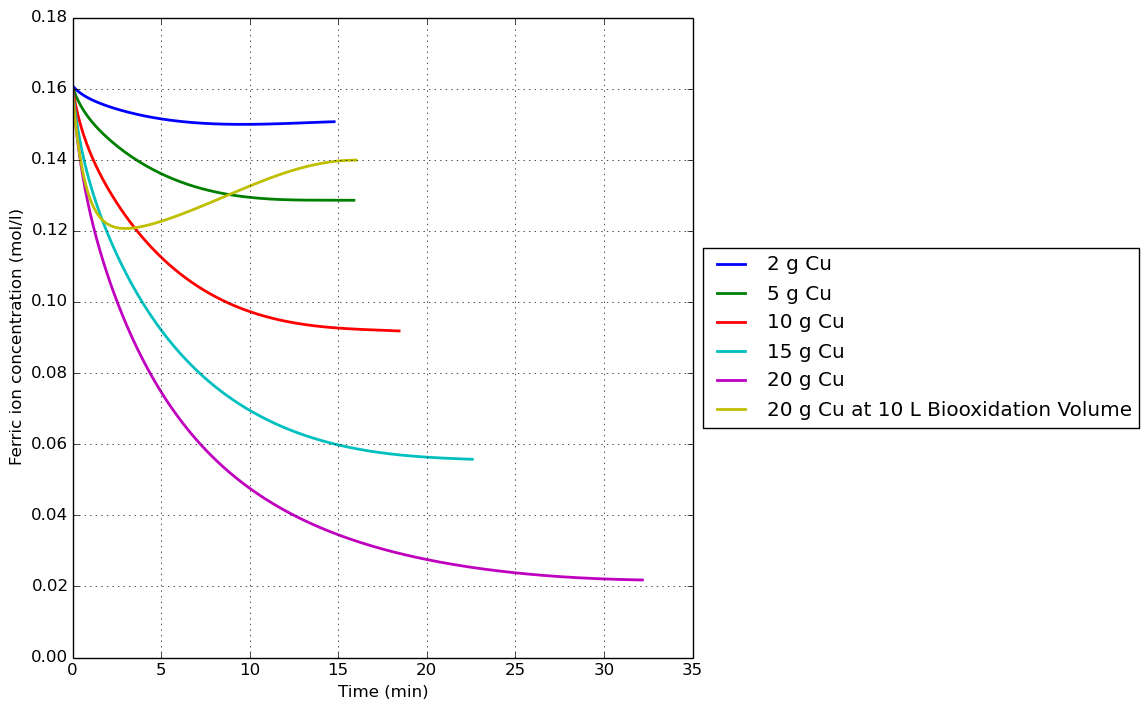 0.18
0.16
0.14
0.12
0.10
0.08
0.06
0.04
0.02
0.00
Ferric ion concentration (mol/l)
0 5 10 15 20 25 30 35
Time (min)
2 g Cu
5 g Cu
10 g Cu
15 g Cu
20 g Cu
20 g Cu at 10 L Biooxidation Volume